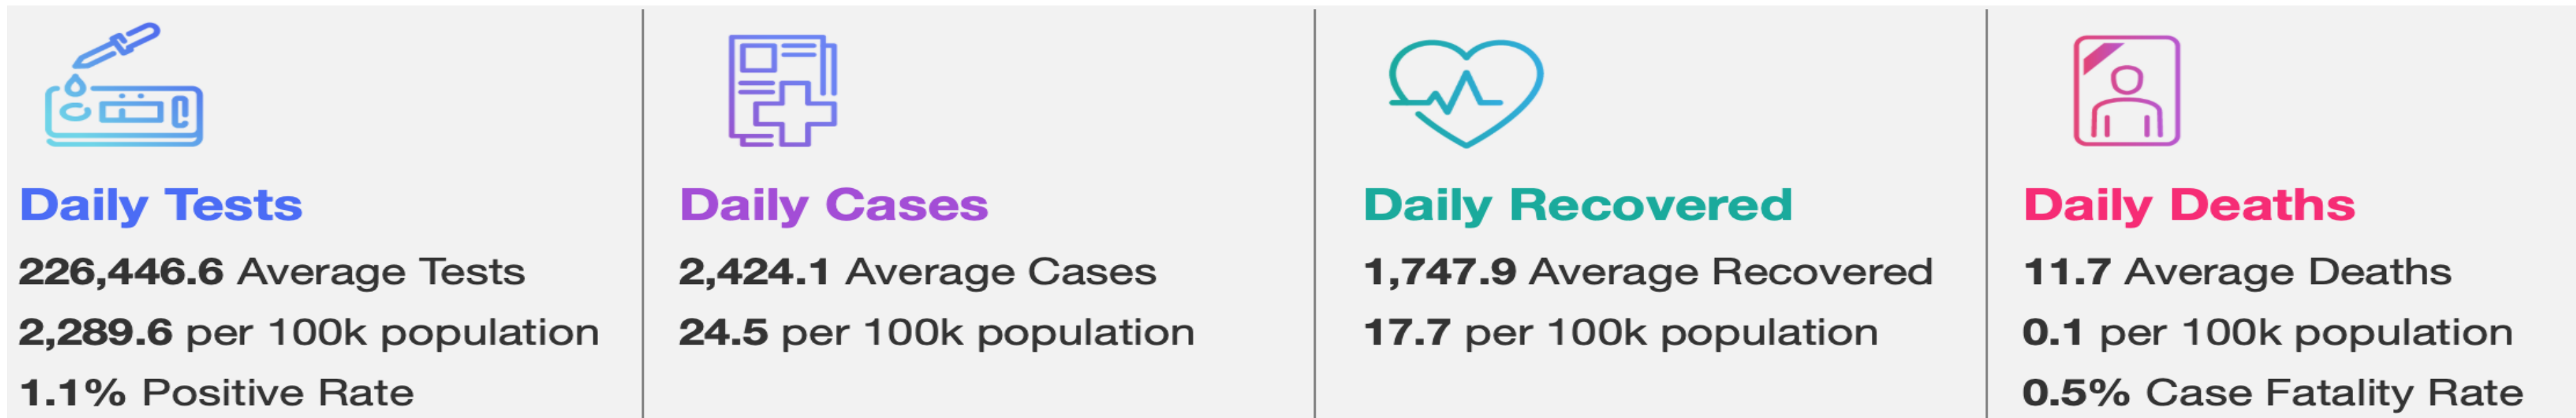 Daily Tests
226,446.6 Average Tests
2,289.6 per 100k population
1.1% Positive Rate
Daily Cases
2,424.1 Average Cases
24.5 per 100k population
Daily Recovered
1,747.9 Average Recovered
17.7 per 100k population
Daily Deaths
11.7 Average Deaths
0.1 per 100k population
0.5% Case Fatality Rate